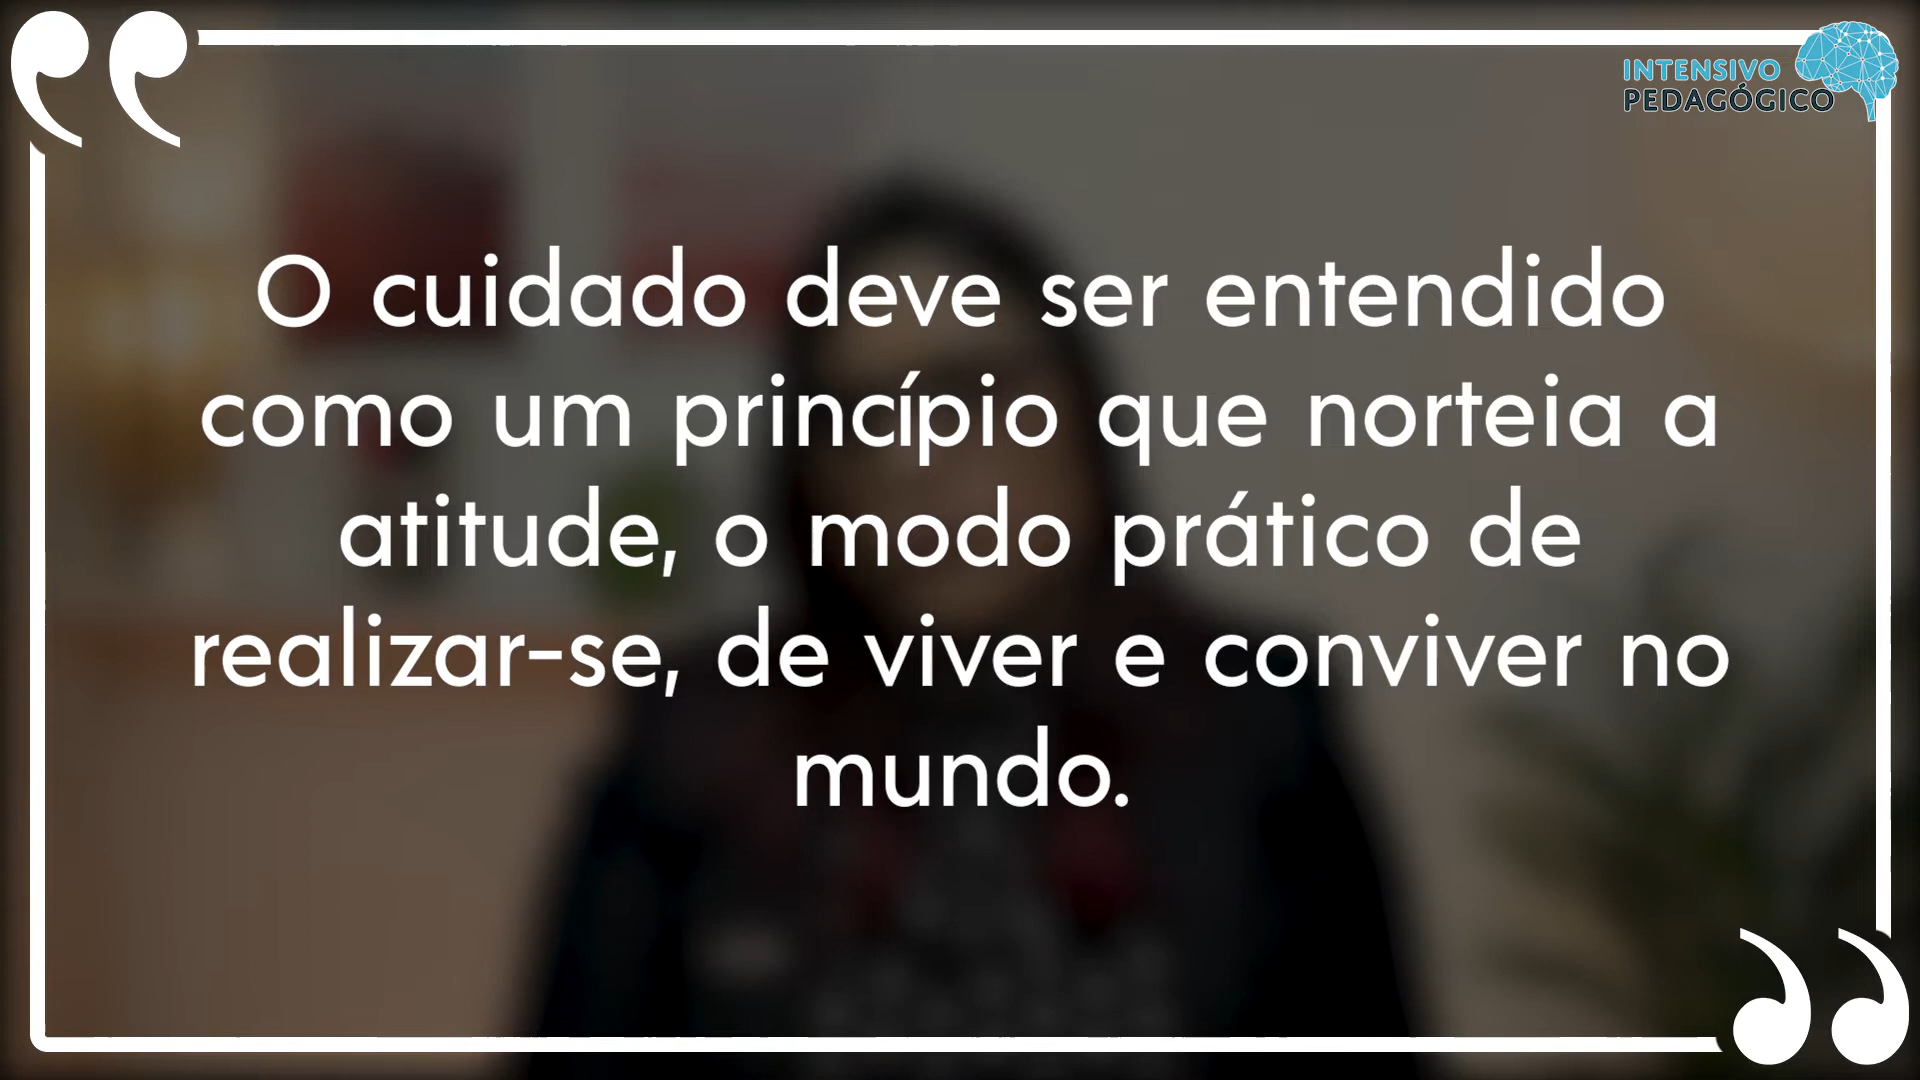 INTENSIVO
PEDAGÓGICO
O cuidado deve ser entendido
como um princípio que norteia a
atitude, o modo prático de
realizar-se, de viver e conviver no
mundo.